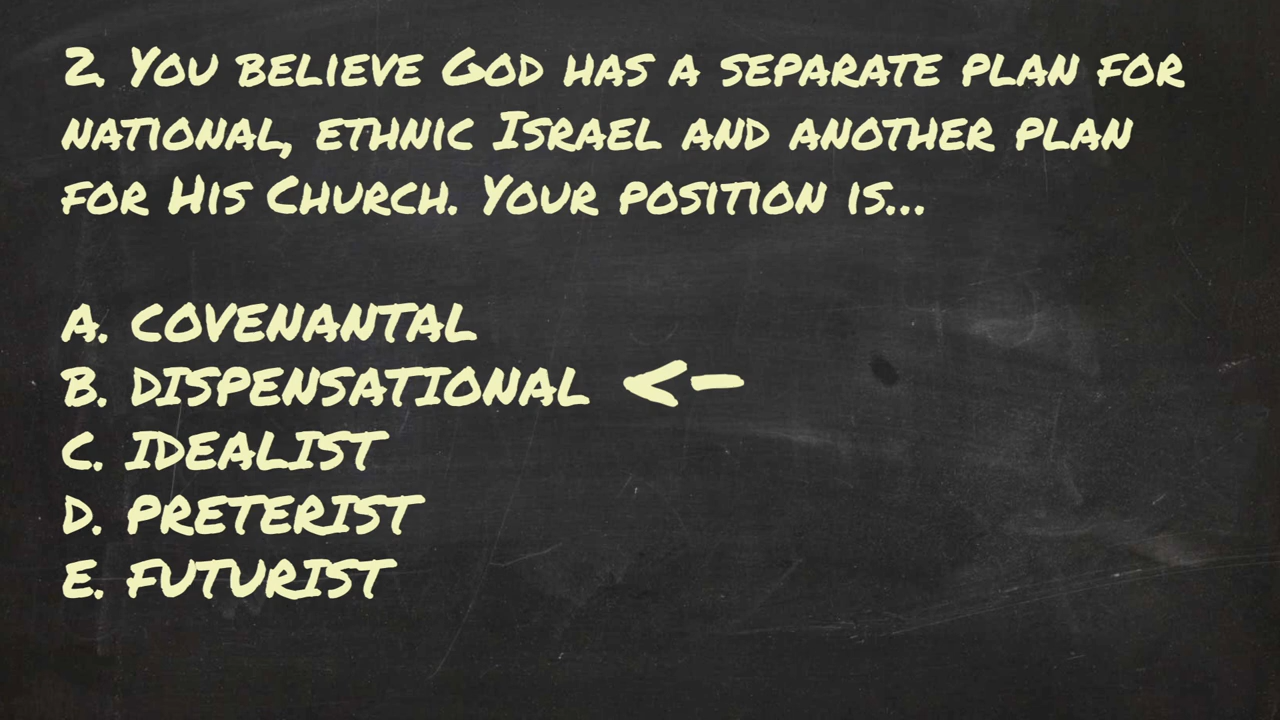 2. You believe God has a separate plan for
national, ethnic Israel and another plan
for His Church. Your position is...
A. COVENANTAL
B. DISPENSATIONAL <-
C. IDEALIST
D. PRETERIST
E. FUTURIST